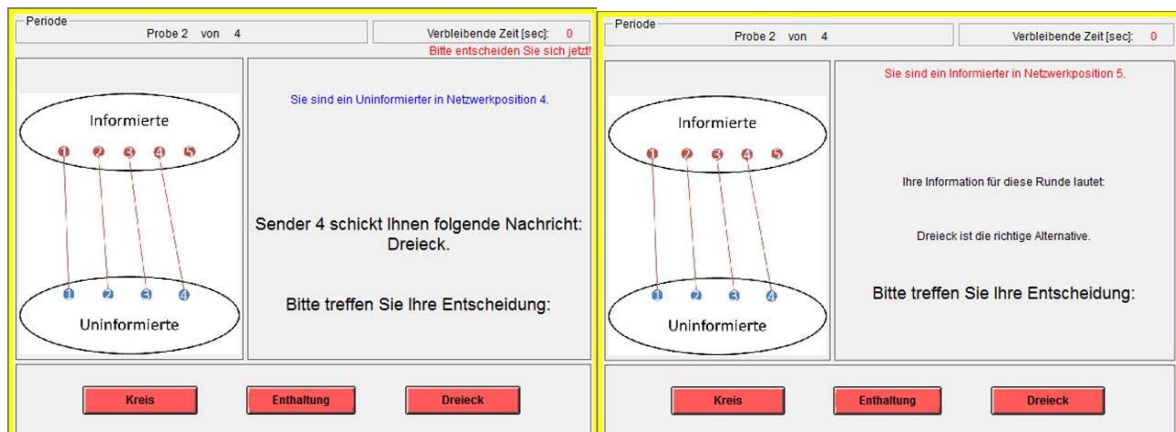 Periode
Probe 2 von 4
Verbleibende Zeit [sec]: 0
Bitte entscheiden Sie sich jetzt!
Informierte
1 2 3 4 5
1 2 3 4
Uninformierte
Sie sind ein Uninformierter in Netzwerkposition 4.
Sender 4 schickt Ihnen folgende Nachricht:
Dreieck.
Bitte treffen Sie Ihre Entscheidung:
Kreis Enthaltung Dreieck
Periode
Probe 2 von 4
Verbleibende Zeit [sec]: 0
Informierte
1 2 3 4 5
1 2 3 4
Uninformierte
Sie sind ein Informierter in Netzwerkposition 5.
Ihre Information für diese Runde lautet:
Dreieck ist die richtige Alternative.
Bitte treffen Sie Ihre Entscheidung:
Kreis Enthaltung Dreieck